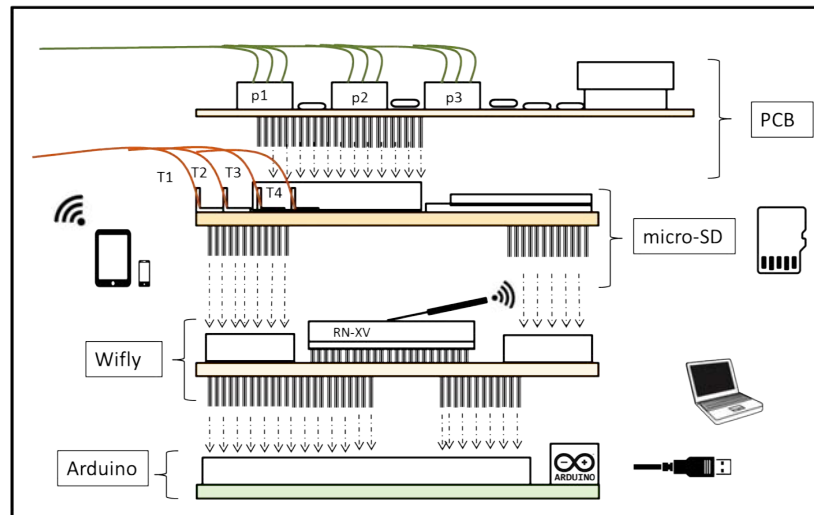 p1
p2
p3
PCB
T1
T2
T3
T4
micro-SD
RN-XV
Wifly
Arduino
ARDUINO